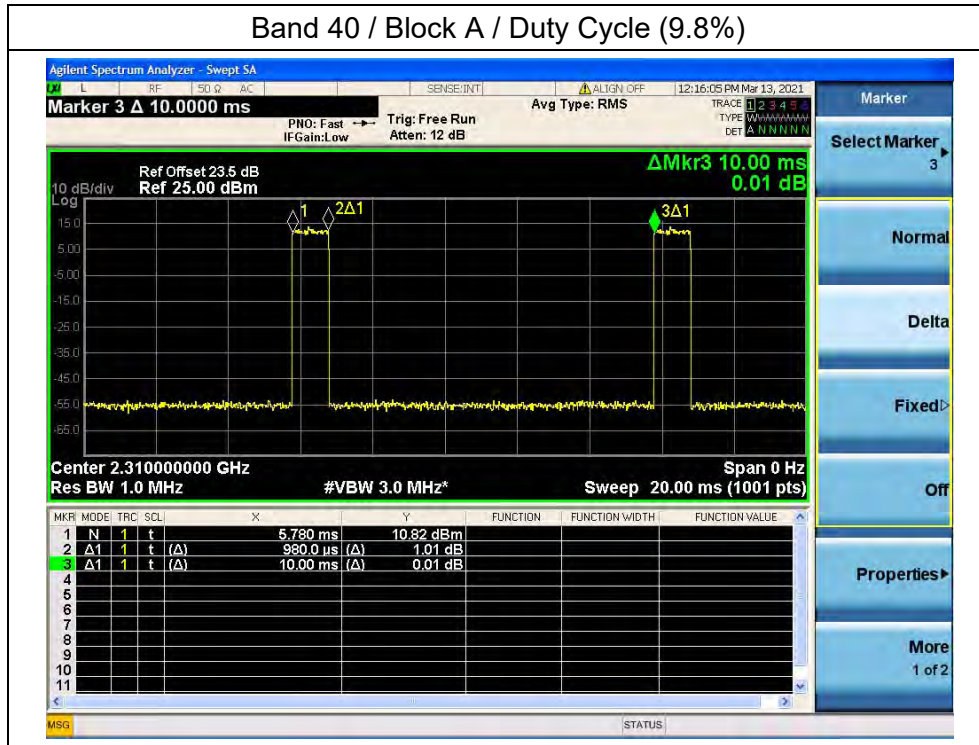 Band 40 / Block A / Duty Cycle (9.8%)
Agilent Spectrum Analyzer - Swept SA
LXI L RF 50 Ω AC SENSE:INT ALIGN OFF 12:16:05 PM Mar 13, 2021
Marker 3 Δ 10.0000 ms
PNO: Fast
IFGain:Low
Trig: Free Run
Atten: 12 dB
Avg Type: RMS
TRACE 1 2 3 4 5 6
TYPE WWWWWW
DET A N N N N N
ΔMkr3 10.00 ms
0.01 dB
Ref Offset 23.5 dB
10 dB/div Ref 25.00 dBm
Log
15.0
5.00
-5.00
-15.0
-25.0
-35.0
-45.0
-55.0
-65.0
1
2Δ1
3Δ1
Center 2.310000000 GHz Span 0 Hz
Res BW 1.0 MHz #VBW 3.0 MHz* Sweep 20.00 ms (1001 pts)
MKR MODE TRC SCL X Y FUNCTION FUNCTION WIDTH FUNCTION VALUE
1 N 1 t 5.780 ms 10.82 dBm
2 Δ1 1 t (Δ) 980.0 µs (Δ) 1.01 dB
3 Δ1 1 t (Δ) 10.00 ms (Δ) 0.01 dB
4
5
6
7
8
9
10
11
MSG STATUS
Marker
Select Marker
3
Normal
Delta
Fixed
Off
Properties
More
1 of 2